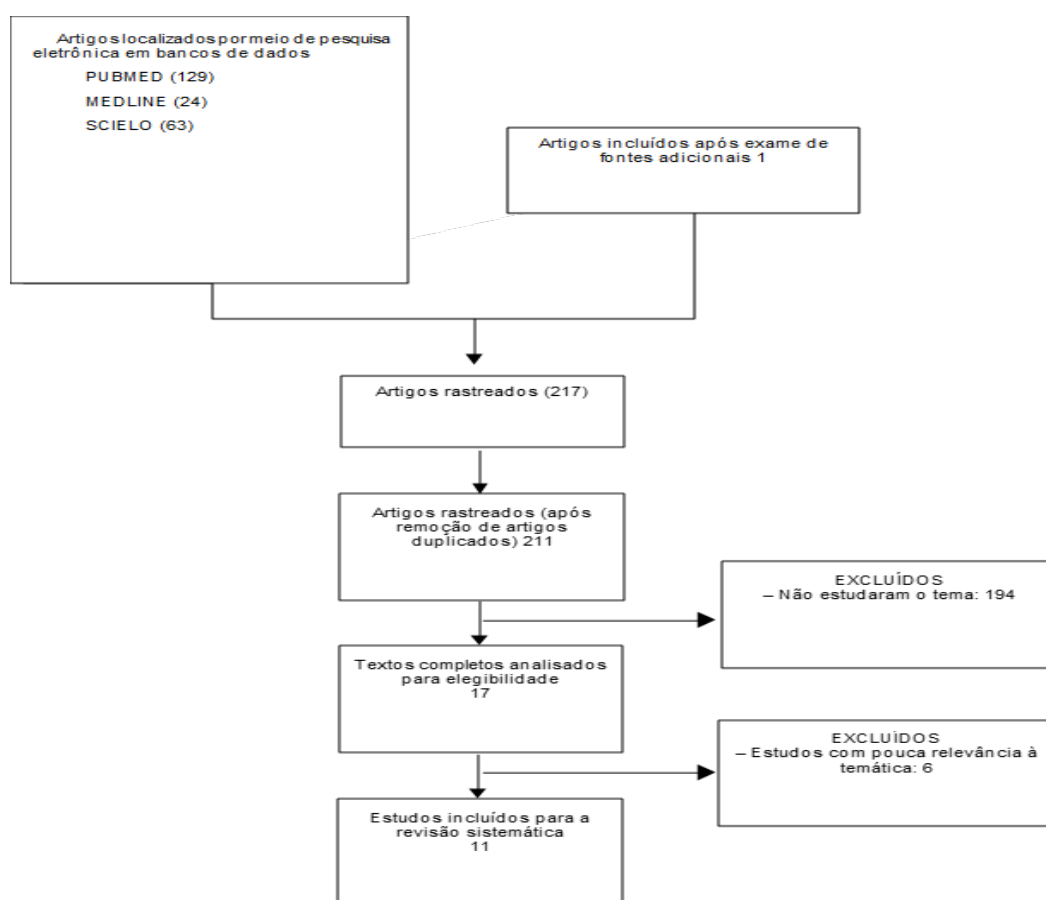 Artigos localizados por meio de pesquisa
eletrônica em bancos de dados
PUBMED (129)
MEDLINE (24)
SCIELO (63)
Artigos incluídos após exame de
fontes adicionais 1
Artigos rastreados (217)
Artigos rastreados (após
remoção de artigos
duplicados) 211
EXCLUÍDOS
– Não estudaram o tema: 194
Textos completos analisados
para elegibilidade
17
EXCLUÍDOS
– Estudos com pouca relevância à
temática: 6
Estudos incluídos para a
revisão sistemática
11